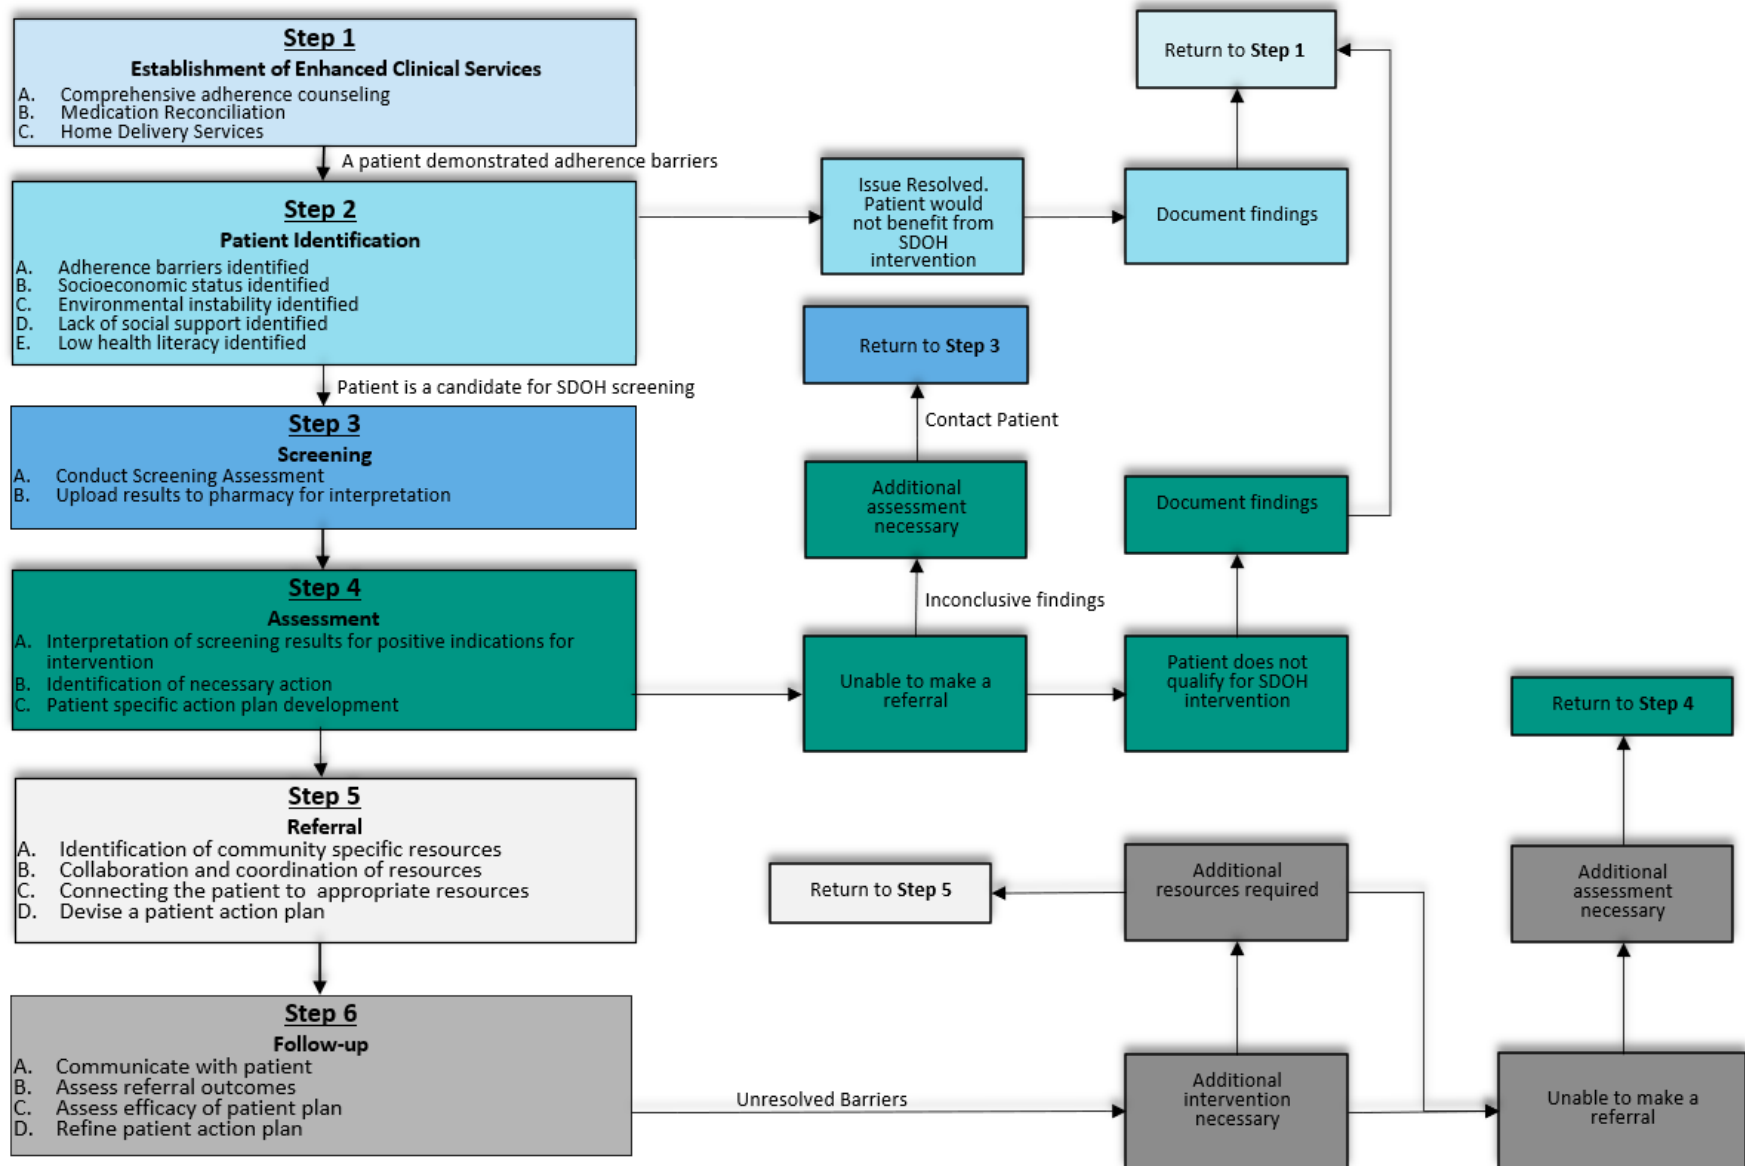 Step 1
Establishment of Enhanced Clinical Services
A. Comprehensive adherence counseling
B. Medication Reconciliation
C. Home Delivery Services
A patient demonstrated adherence barriers
Step 2
Patient Identification
A. Adherence barriers identified
B. Socioeconomic status identified
C. Environmental instability identified
D. Lack of social support identified
E. Low health literacy identified
Issue Resolved.
Patient would
not benefit from
SDOH
intervention
Document findings
Return to Step 1
Patient is a candidate for SDOH screening
Step 3
Screening
A. Conduct Screening Assessment
B. Upload results to pharmacy for interpretation
Return to Step 3
Contact Patient
Additional
assessment
necessary
Inconclusive findings
Document findings
Step 4
Assessment
A. Interpretation of screening results for positive indications for
intervention
B. Identification of necessary action
C. Patient specific action plan development
Unable to make a
referral
Patient does not
qualify for SDOH
intervention
Return to Step 4
Step 5
Referral
A. Identification of community specific resources
B. Collaboration and coordination of resources
C. Connecting the patient to appropriate resources
D. Devise a patient action plan
Return to Step 5
Additional
resources required
Additional
assessment
necessary
Step 6
Follow-up
A. Communicate with patient
B. Assess referral outcomes
C. Assess efficacy of patient plan
D. Refine patient action plan
Unresolved Barriers
Additional
intervention
necessary
Unable to make a
referral